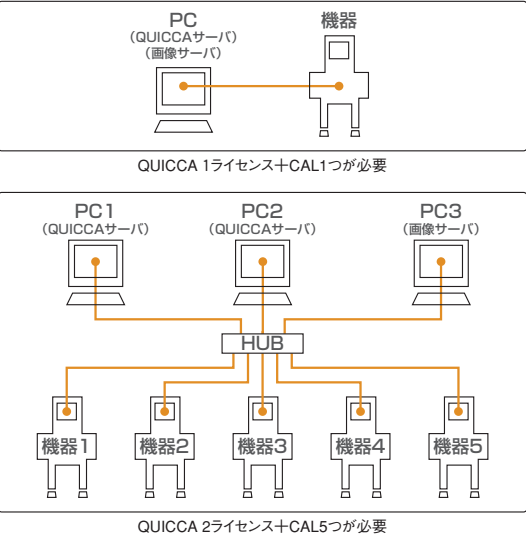 PC
（QUICCAサーバ）
（画像サーバ）
機器
QUICCA 1ライセンス＋CAL1つが必要
PC1
（QUICCAサーバ）
PC2
（QUICCAサーバ）
PC3
（画像サーバ）
HUB
機器1
機器2
機器3
機器4
機器5
QUICCA 2ライセンス＋CAL5つが必要